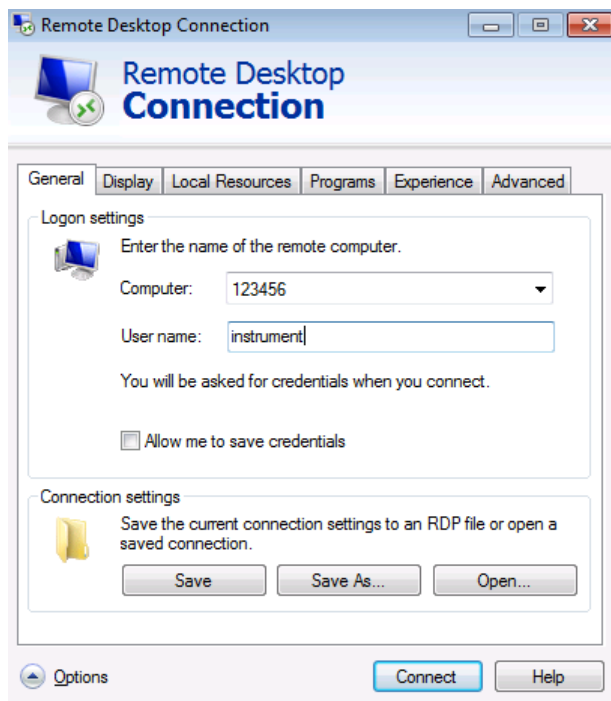 Remote Desktop Connection
Remote Desktop
Connection
General Display Local Resources Programs Experience Advanced
Logon settings
Enter the name of the remote computer.
Computer: 123456
User name: instrument
You will be asked for credentials when you connect.
Allow me to save credentials
Connection settings
Save the current connection settings to an RDP file or open a
saved connection.
Save Save As... Open...
Options Connect Help